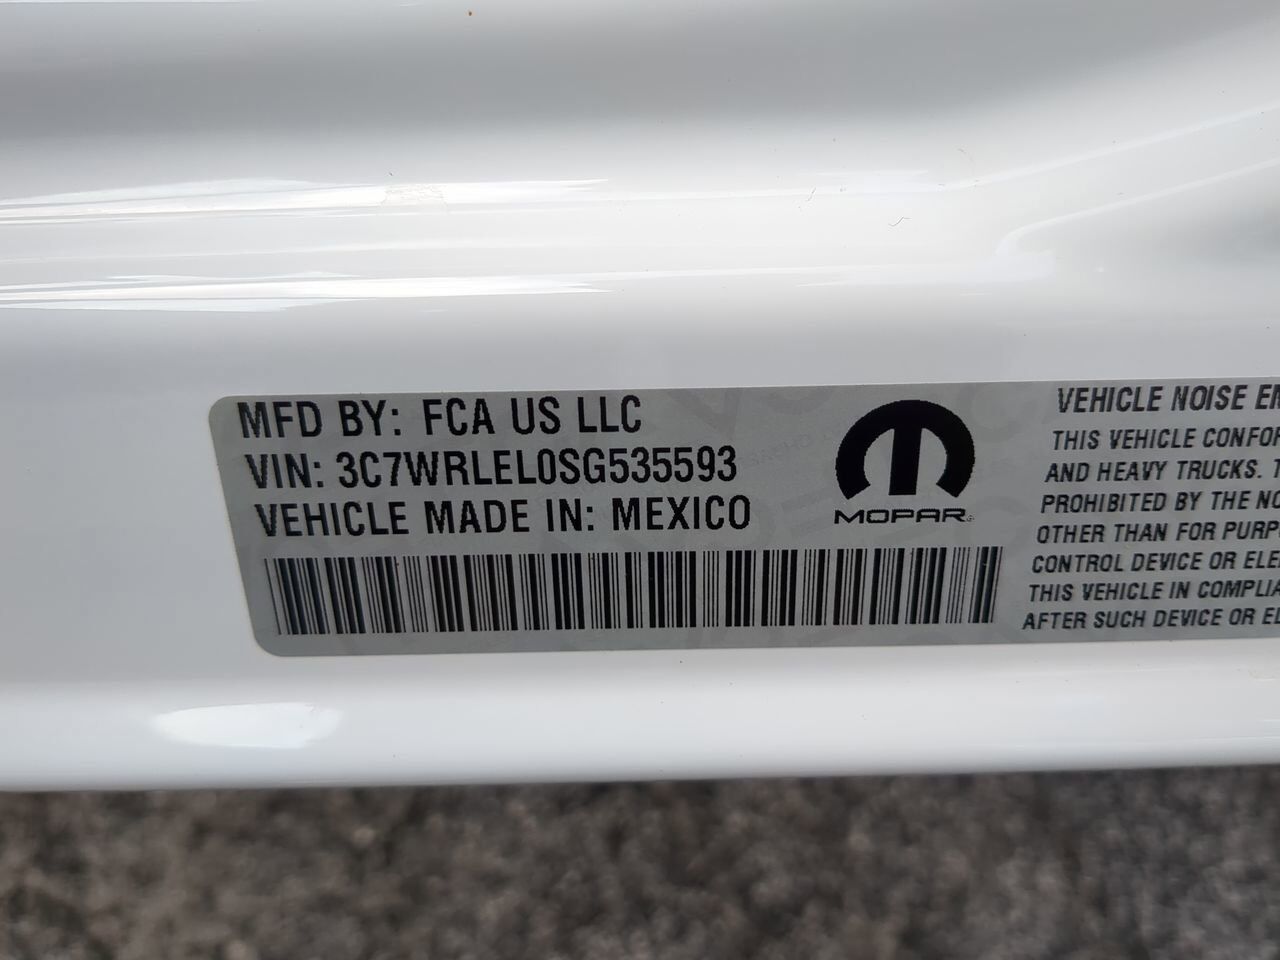 MFD BY: FCA US LLC
VIN: 3C7WRLEL0SG535593
VEHICLE MADE IN: MEXICO
MOPAR
VEHICLE NOISE
THIS VEHICLE
AND HEAVY TRUCKS.
PROHIBITED BY THE
OTHER THAN FOR
CONTROL DEVICE OR
THIS VEHICLE IN
AFTER SUCH DEVICE OR